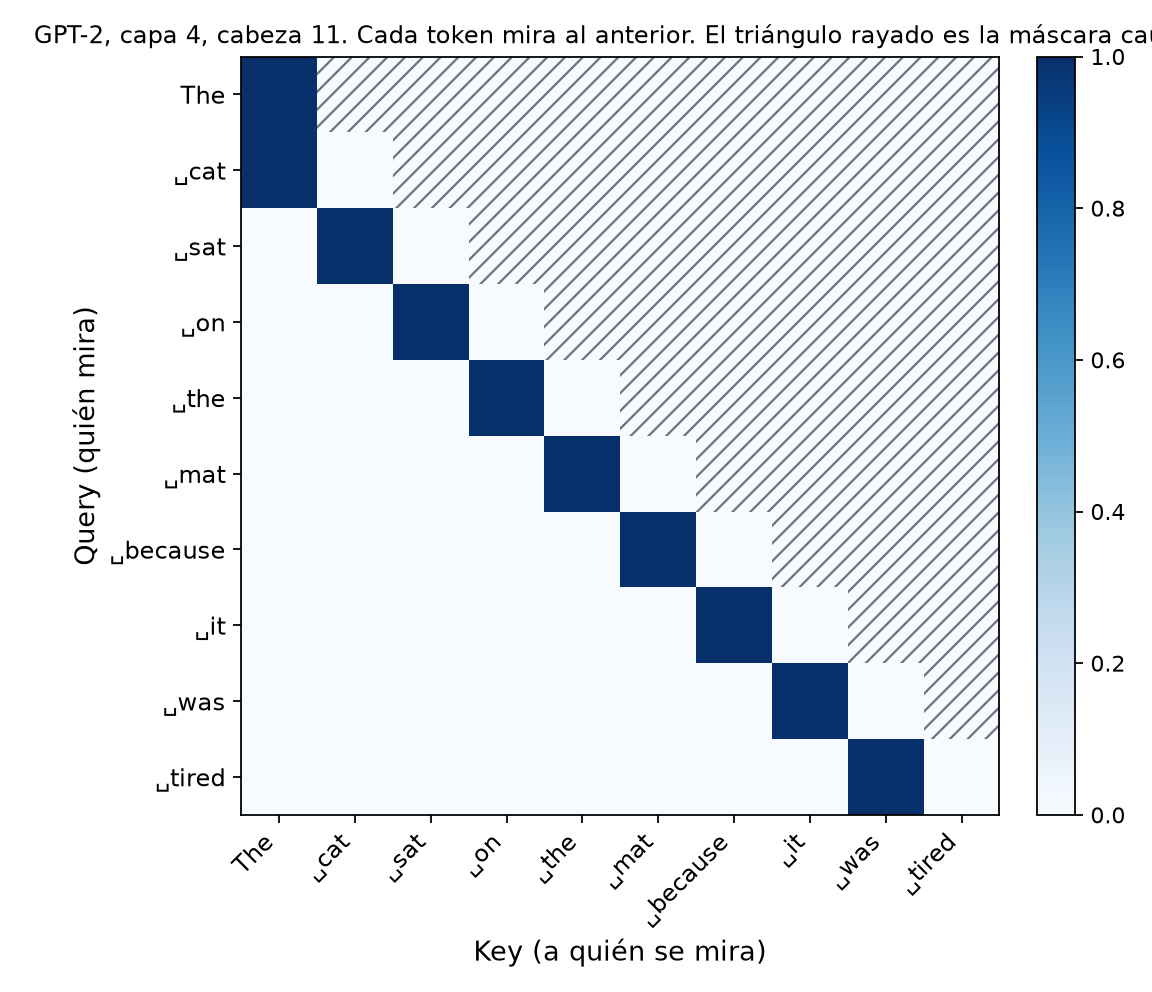 GPT-2, capa 4, cabeza 11. Cada token mira al anterior. El triángulo rayado es la máscara cau
1.0
0.8
0.6
0.4
0.2
0.0
Query (quién mira)
The
␣cat
␣sat
␣on
␣the
␣mat
␣because
␣it
␣was
␣tired
The
␣cat
␣sat
␣on
␣the
␣mat
␣because
␣it
␣was
␣tired
Key (a quién se mira)